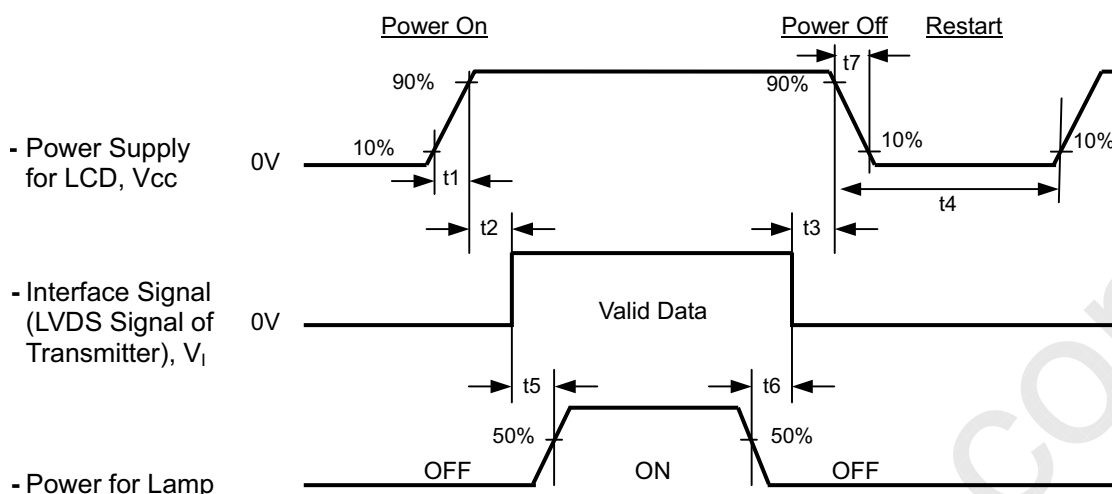 Power On
Power Off
Restart
t7
90%
90%
- Power Supply
for LCD, Vcc
0V
10%
10%
10%
t1
t4
t2
t3
- Interface Signal
(LVDS Signal of
Transmitter), VI
0V
Valid Data
t5
t6
50%
50%
- Power for Lamp
OFF
ON
OFF